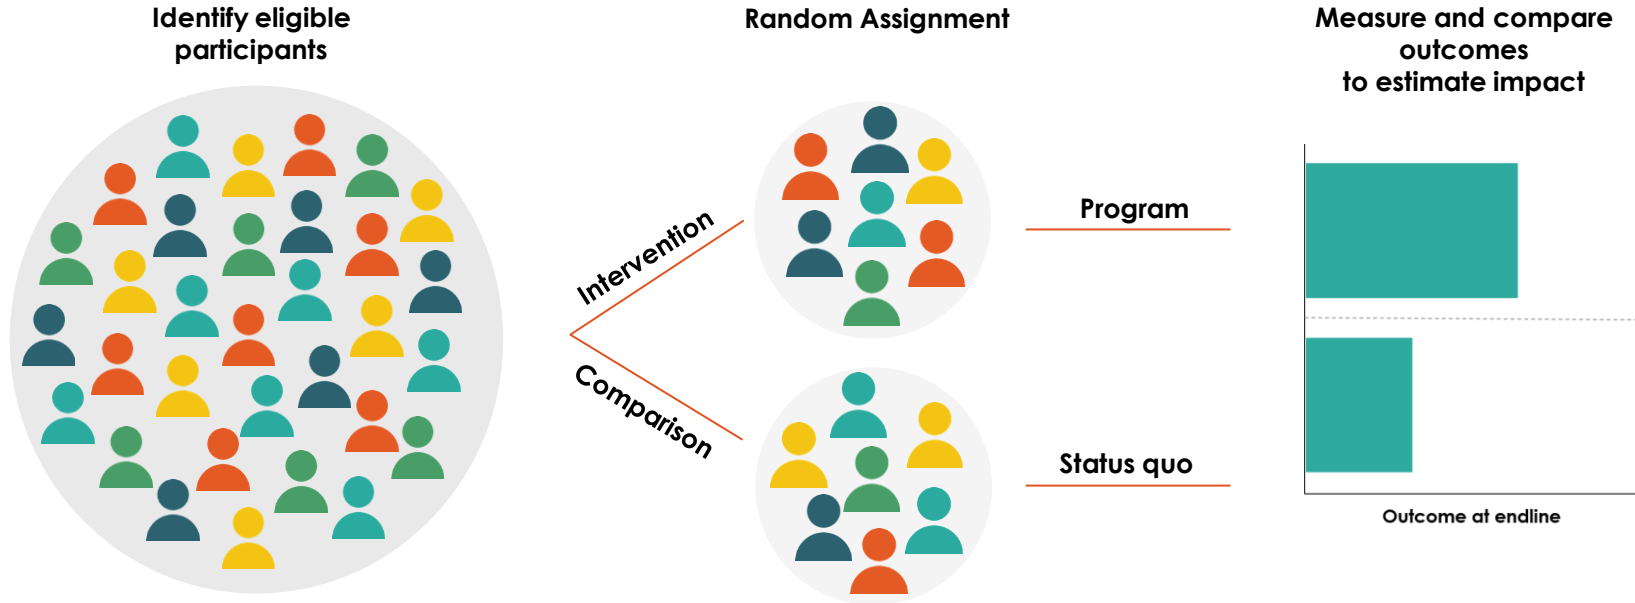 Identify eligible
participants
Random Assignment
Measure and compare
outcomes
to estimate impact
Intervention
Comparison
Program
Status quo
Outcome at endline